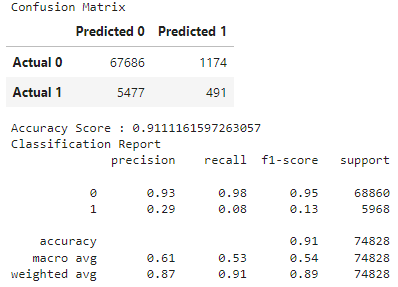 Confusion Matrix
Predicted 0 Predicted 1
Actual 0 67686 1174
Actual 1 5477 491
Accuracy Score : 0.9111161597263057
Classification Report
precision recall f1-score support
0 0.93 0.98 0.95 68860
1 0.29 0.08 0.13 5968
accuracy 0.91 74828
macro avg 0.61 0.53 0.54 74828
weighted avg 0.87 0.91 0.89 74828